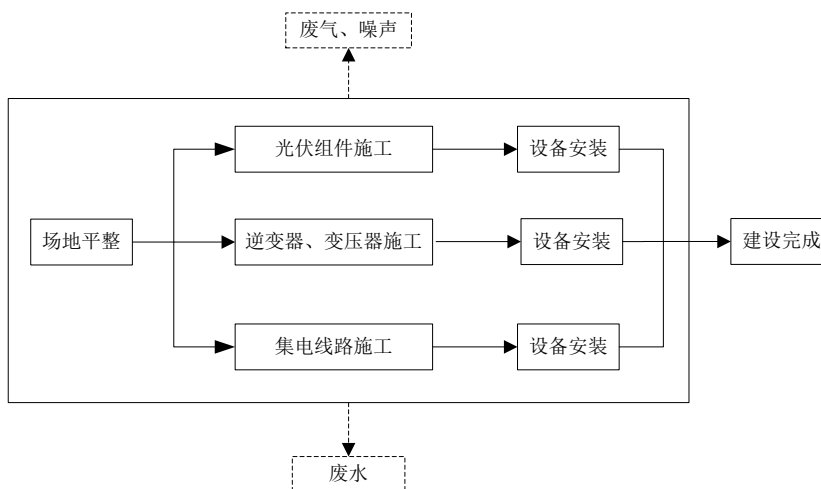 废气、噪声
光伏组件施工
设备安装
场地平整
逆变器、变压器施工
设备安装
建设完成
集电线路施工
设备安装
废水